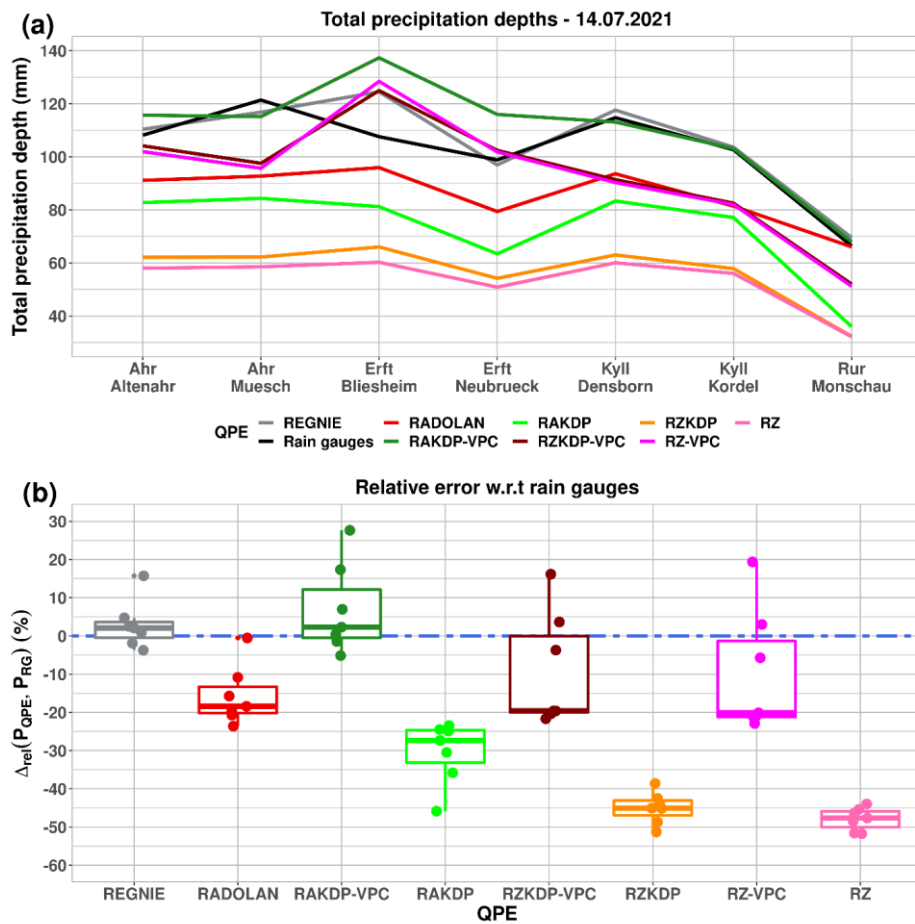 (a) Total precipitation depths - 14.07.2021
Total precipitation depth (mm)
140
120
100
80
60
40
Ahr Ahr Erft Erft Kyll Kyll Rur
Altenahr Muesch Bliesheim Neubrueck Densborn Kordel Monschau
QPE
REGNIE RADOLAN RAKDP RZKDP RZ
Rain gauges RAKDP-VPC RZKDP-VPC RZ-VPC
(b) Relative error w.r.t rain gauges
Δrel(PQPE, PRG) (%)
30
20
10
0
-10
-20
-30
-40
-50
-60
REGNIE RADOLAN RAKDP-VPC RAKDP RZKDP-VPC RZKDP RZ-VPC RZ
QPE